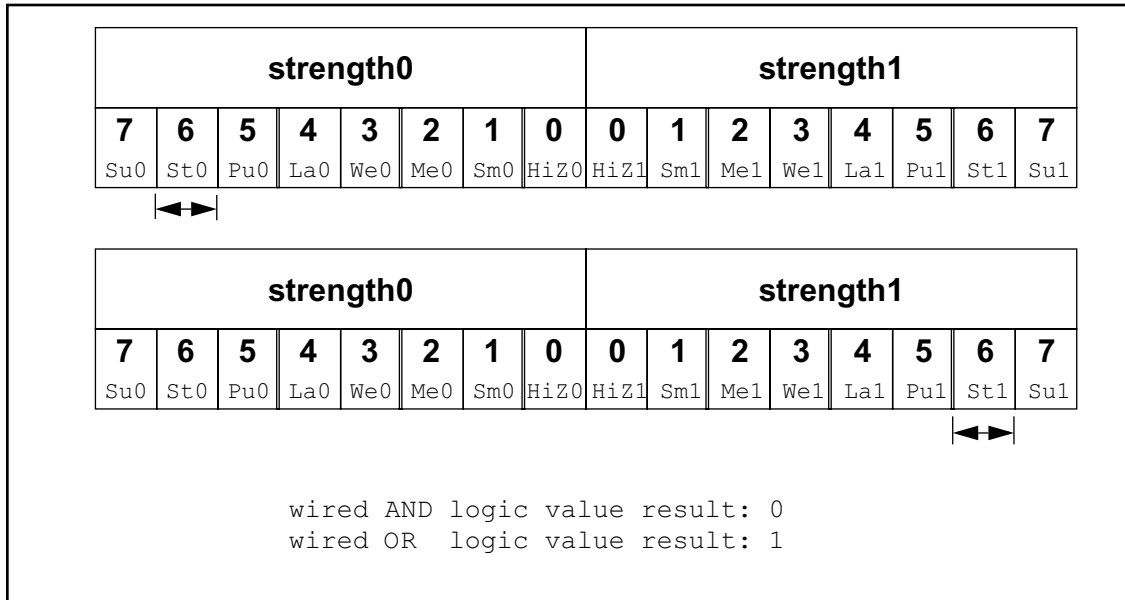 strength0 strength1
7 6 5 4 3 2 1 0 0 1 2 3 4 5 6 7
Su0 St0 Pu0 La0 We0 Me0 Sm0 HiZ0 HiZ1 Sm1 Me1 We1 La1 Pu1 St1 Su1
strength0 strength1
7 6 5 4 3 2 1 0 0 1 2 3 4 5 6 7
Su0 St0 Pu0 La0 We0 Me0 Sm0 HiZ0 HiZ1 Sm1 Me1 We1 La1 Pu1 St1 Su1
wired AND logic value result: 0
wired OR  logic value result: 1